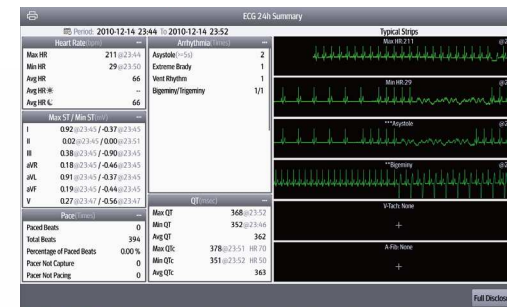 ECG 24h Summary
Period: 2010-12-14 23:44 To 2010-12-14 23:52
Typical Strips
Heart Rate(bpm)
Max HR 211@23:44
Min HR 29@23:50
Avg HR 66
Avg HR --
Avg HR 66
Max ST / Min ST(mV)
I 0.92@23:45 / -0.37@23:45
II 0.02@23:45 / 0.00@23:51
III 0.38@23:45 / -0.90@23:45
aVR 0.18@23:45 / -0.46@23:45
aVL 0.91@23:45 / -0.37@23:45
aVF 0.19@23:45 / -0.44@23:45
V 0.27@23:47 / -0.56@23:47
Pace(Times)
Paced Beats 0
Total Beats 394
Percentage of Paced Beats 0.00 %
Pacer Not Capture 0
Pacer Not Pacing 0
Arrhythmia(Times)
Asystole(>=5s) 2
Extreme Brady 1
Vent Rhythm 1
Bigeminy/Trigeminy 1/1
QT(msec)
Max QT 368@23:52
Min QT 352@23:46
Avg QT 362
Max QTc 378@23:51 HR 70
Min QTc 351@23:52 HR 50
Avg QTc 363
Max HR:211 @2
Min HR:29 @2
***Asystole @2
**Bigeminy @2
V-Tach: None
A-Fib: None
Full Disclos